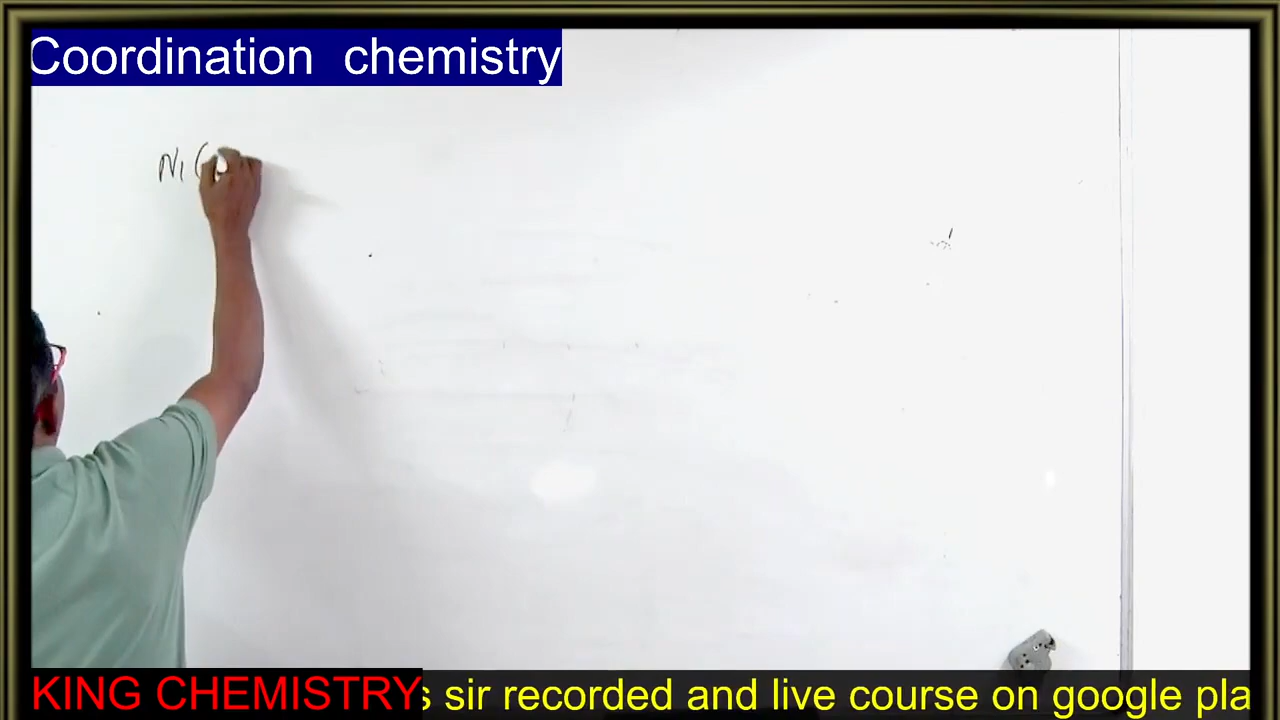 Coordination chemistry
Ni (
KING CHEMISTRY s sir recorded and live course on google pla